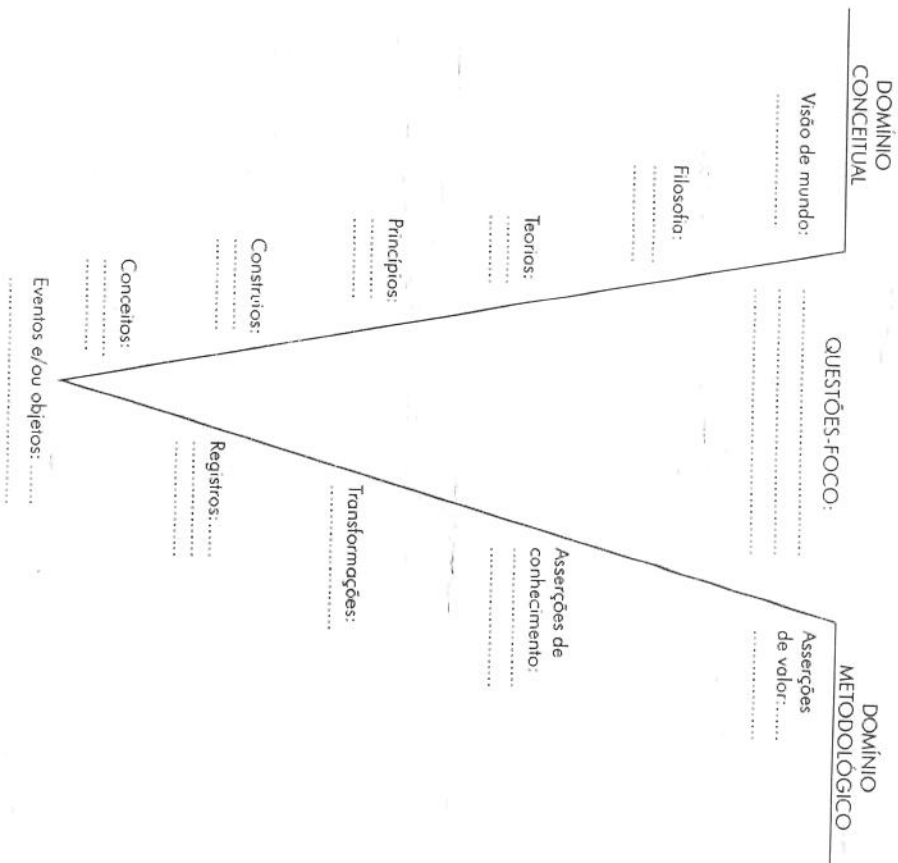 DOMÍNIO
CONCEITUAL
Visão de mundo:
Filosofia:
Teorias:
Princípios:
Construios:
Conceitos:
Eventos e/ou objetos:
QUESTÕES-FOCO:
DOMÍNIO
METODOLÓGICO
Asserções
de valor:
Asserções de
conhecimento:
Transformações:
Registros: